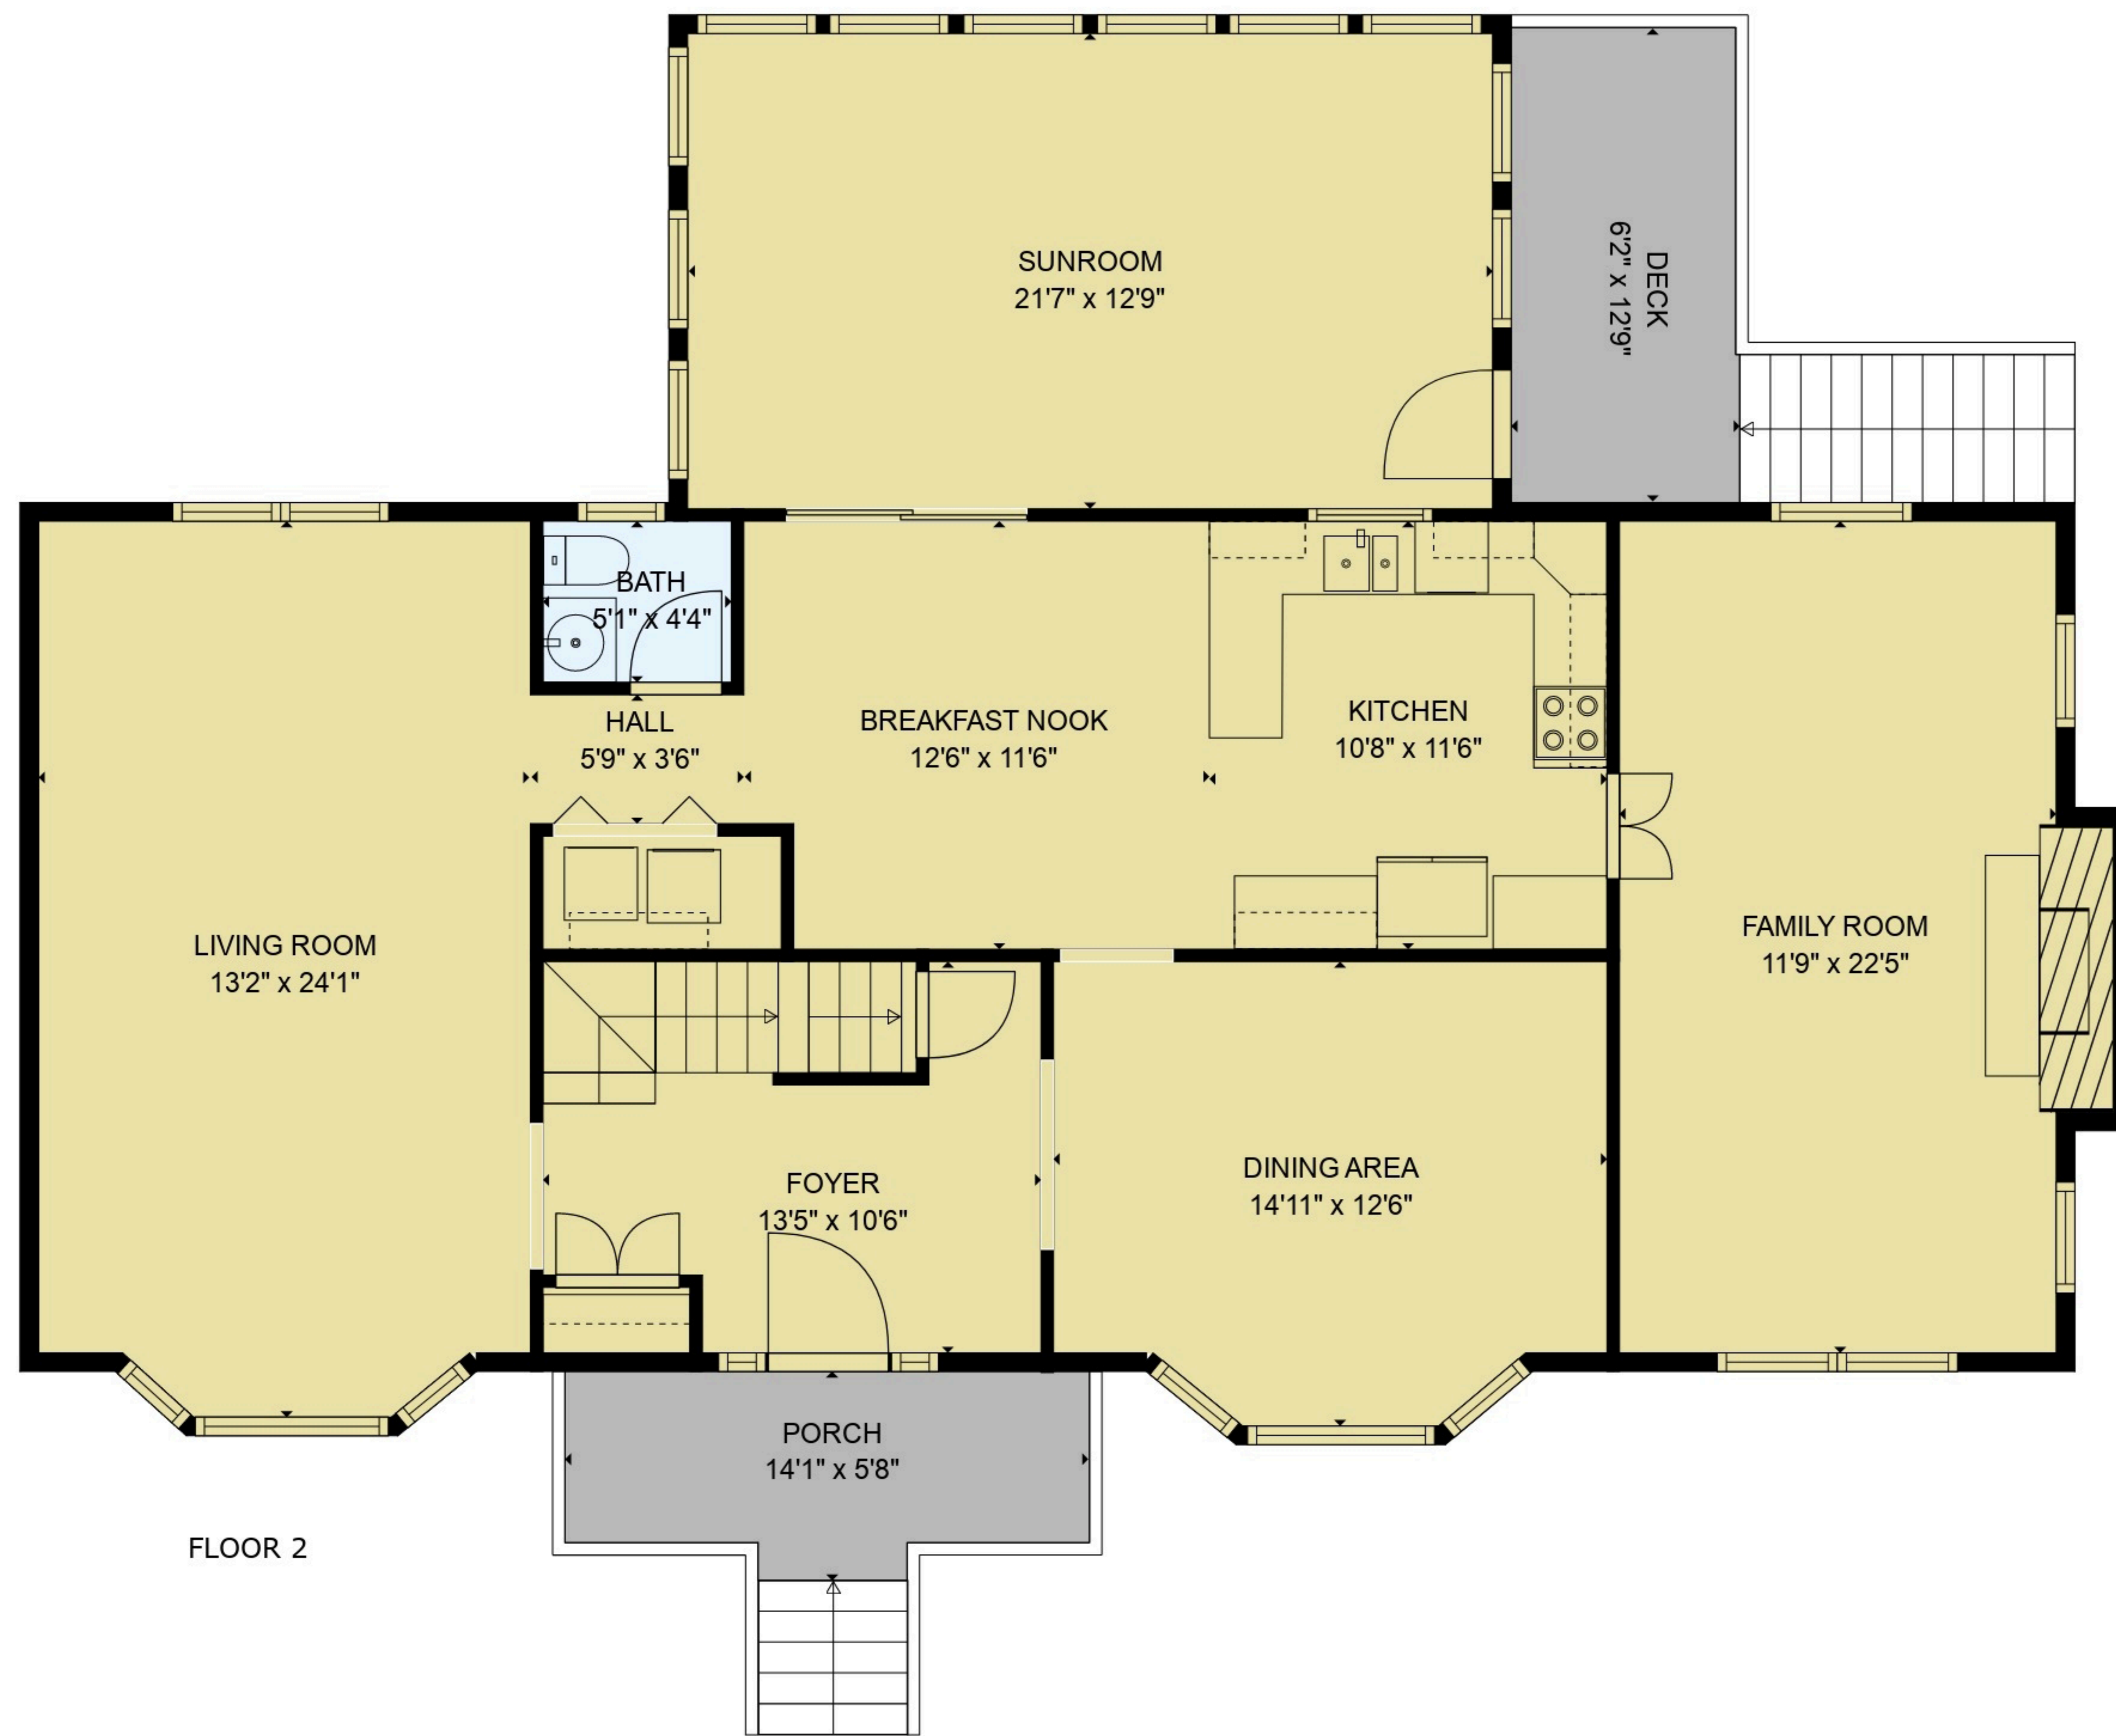 SUNROOM
21'7" x 12'9"
DECK
6'2" x 12'9"
BATH
5'1" x 4'4"
HALL
5'9" x 3'6"
BREAKFAST NOOK
12'6" x 11'6"
KITCHEN
10'8" x 11'6"
LIVING ROOM
13'2" x 24'1"
FAMILY ROOM
11'9" x 22'5"
FOYER
13'5" x 10'6"
DINING AREA
14'11" x 12'6"
PORCH
14'1" x 5'8"
FLOOR 2